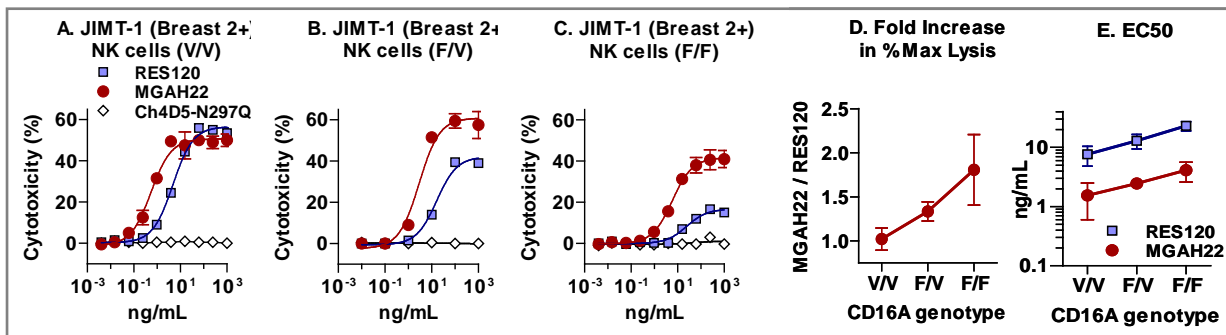 A. JIMT-1 (Breast 2+)
NK cells (V/V)
RES120
MGAH22
Ch4D5-N297Q
Cytotoxicity (%)
60
40
20
0
10-3 10-1 101 103
ng/mL
B. JIMT-1 (Breast 2+
NK cells (F/V)
Cytotoxicity (%)
60
40
20
0
10-3 10-1 101 103
ng/mL
C. JIMT-1 (Breast 2+)
NK cells (F/F)
Cytotoxicity (%)
60
40
20
0
10-3 10-1 101 103
ng/mL
D. Fold Increase
in %Max Lysis
MGAH22 / RES120
2.5
2.0
1.5
1.0
V/V F/V F/F
CD16A genotype
E. EC50
ng/mL
10
1
0.1
RES120
MGAH22
V/V F/V F/F
CD16A genotype